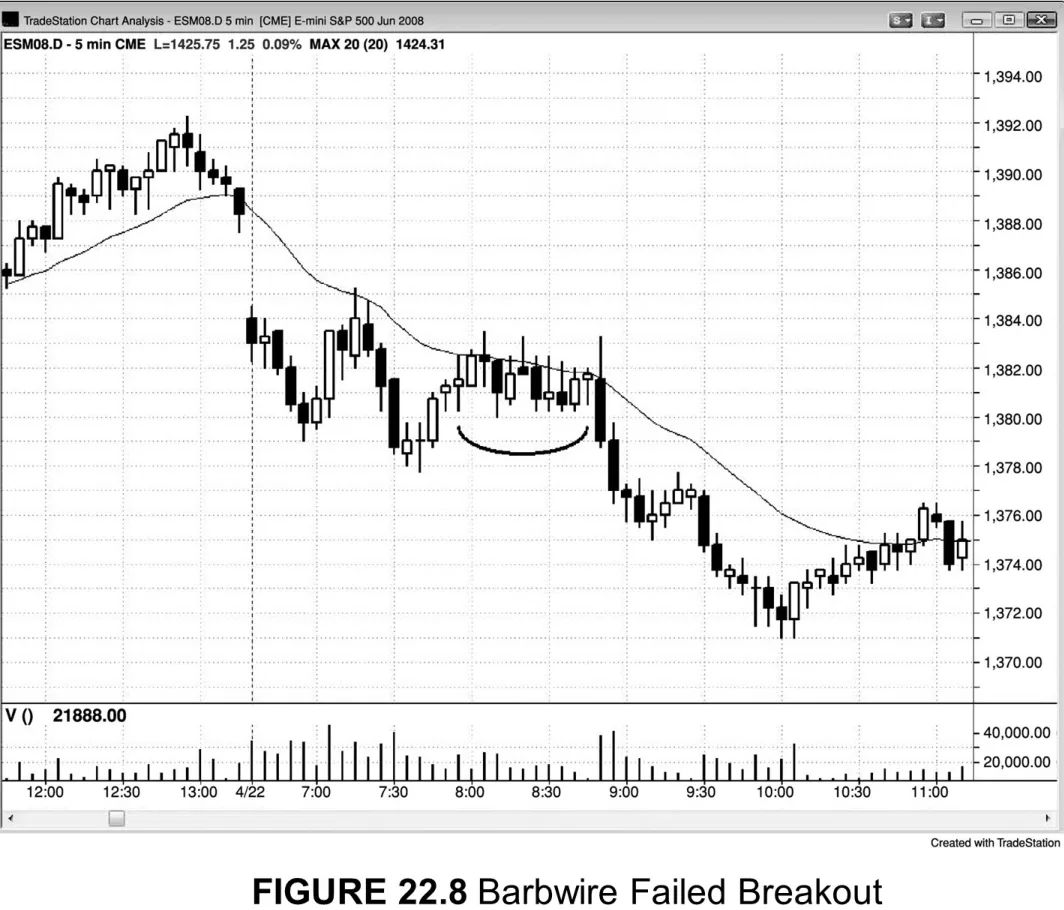 TradeStation Chart Analysis - ESM08.D 5 min [CME] E-mini S&P 500 Jun 2008
S I
ESM08.D - 5 min CME L=1425.75 1.25 0.09% MAX 20 (20) 1424.31
1,394.00
1,392.00
1,390.00
1,388.00
1,386.00
1,384.00
1,382.00
1,380.00
1,378.00
1,376.00
1,374.00
1,372.00
1,370.00
V () 21888.00
40,000.00
20,000.00
12:00 12:30 13:00 4/22 7:00 7:30 8:00 8:30 9:00 9:30 10:00 10:30 11:00
Created with TradeStation
FIGURE 22.8 Barbwire Failed Breakout